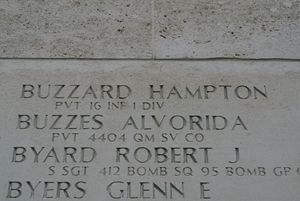 BUZZARD HAMPTON
PVT 16 INF 1 DIV
BUZZES ALVORIDA
PVT 4404 QM SV CO
BYARD ROBERT J
S SGT 412 BOMB SQ 95 BOMB GP
BYERS GLENN E